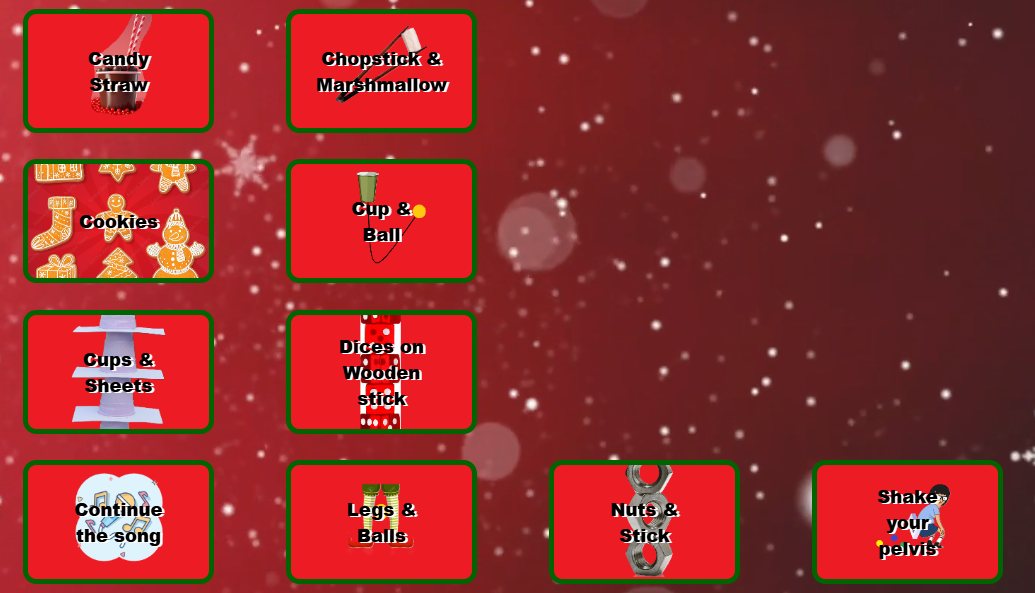 Candy
Straw
Chopstick &
Marshmallow
Cookies
Cup &
Ball
Cups &
Sheets
Dices on
Wooden
stick
Continue
the song
Legs &
Balls
Nuts &
Stick
Shake
your
pelvis